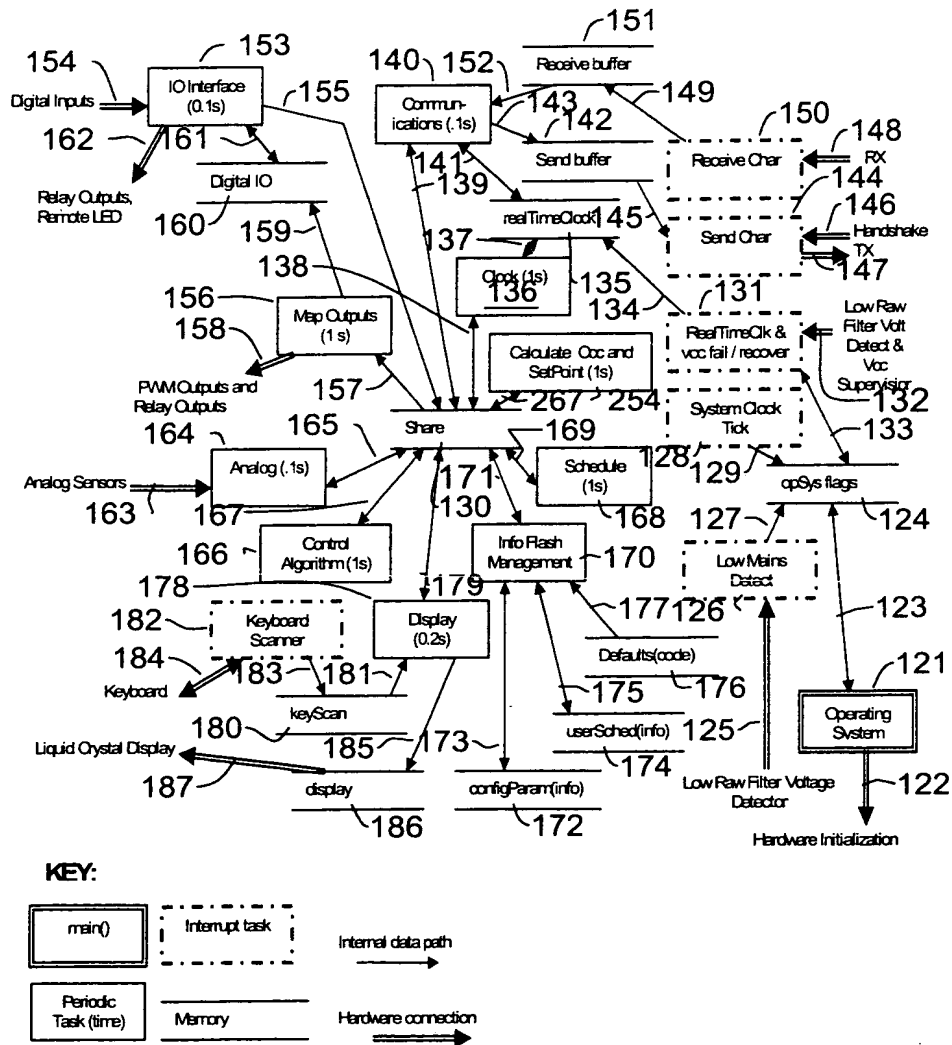 151
153
154
140
152
Receive buffer
IO Interface
(0.1s)
155
Digital Inputs
162
161
Commun-
ications (.1s)
143
142
149
150
148
Receive Char
RX
141
139
Send buffer
144
145
146
Relay Outputs,
Remote LED
Digital IO
160
159
realTimeClock
Send Char
Handshake
TX
147
137
138
Clock (1s)
136
135
134
131
156
158
Map Outputs
(1 s)
RealTimeClk &
vcc fail / recover
Low Raw
Filter Volt
Detect &
Vcc
Supervisior
132
Calculate Occ and
SetPoint (1s)
157
PWM Outputs and
Relay Outputs
267
254
System Clock
Tick
133
164
165
Share
169
128
129
Analog (.1s)
Analog Sensors
163
167
171
130
Schedule
(1s)
168
opSys flags
124
127
166
Control
Algorithm (1s)
Info Flash
Management
170
Low Mains
Detect
178
179
177
126
123
182
Keyboard
Scanner
Display
(0.2s)
184
183
181
Defaults(code)
176
121
Keyboard
175
125
Operating
System
keyScan
180
185
173
userSched(info)
174
Liquid Crystal Display
187
display
186
configParam(info)
172
Low Raw Filter Voltage
Detector
122
Hardware Initialization
KEY:
main()
Interrupt task
Internal data path
Periodic
Task (time)
Memory
Hardware connection